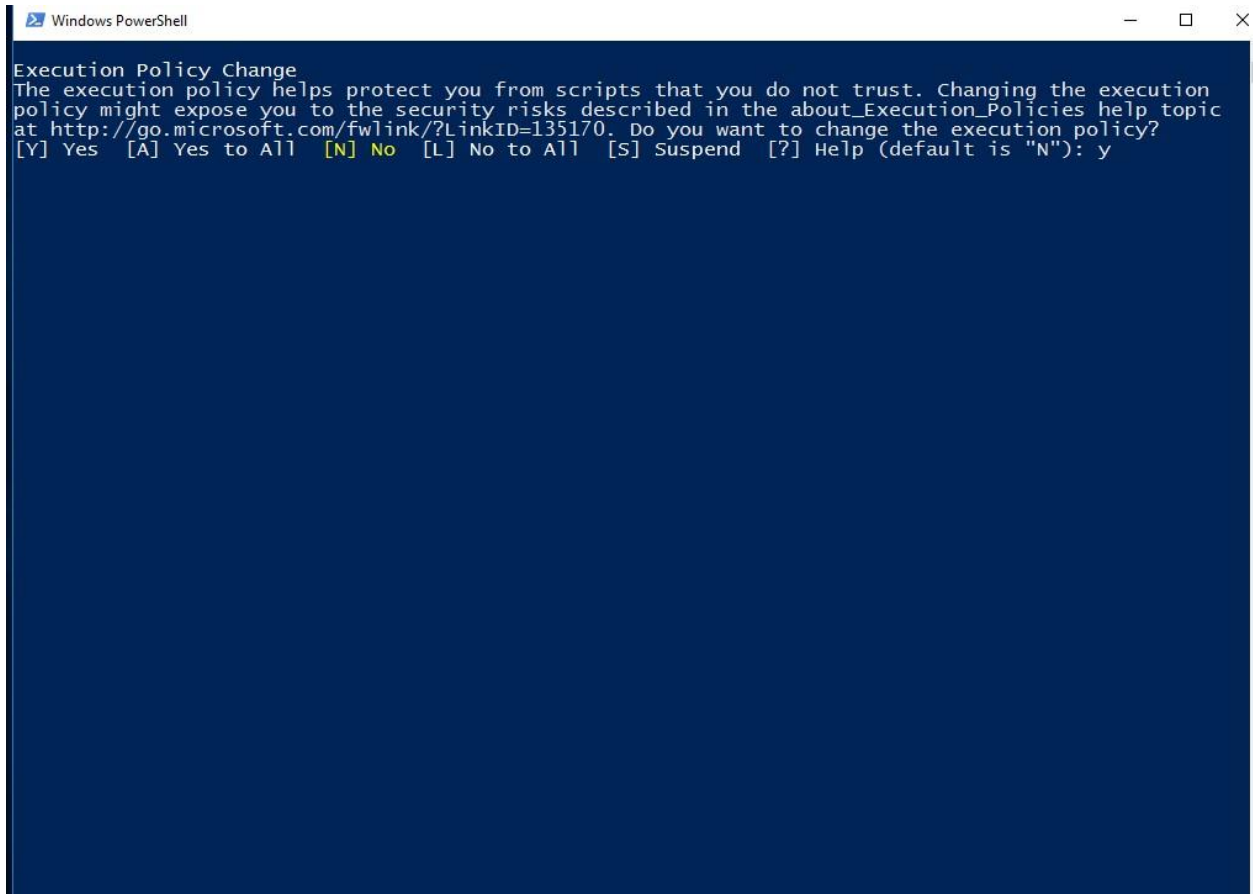 Windows PowerShell
Execution Policy Change
The execution policy helps protect you from scripts that you do not trust. Changing the execution
policy might expose you to the security risks described in the about_Execution_Policies help topic
at http://go.microsoft.com/fwlink/?LinkID=135170. Do you want to change the execution policy?
[Y] Yes  [A] Yes to All  [N] No  [L] No to All  [S] Suspend  [?] Help (default is "N"): y